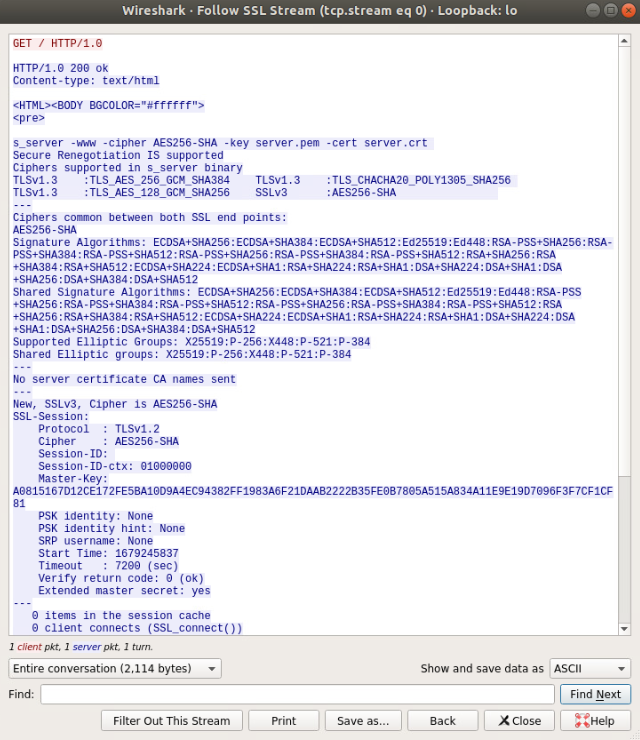 Wireshark · Follow SSL Stream (tcp.stream eq 0) · Loopback: lo
GET / HTTP/1.0
HTTP/1.0 200 ok
Content-type: text/html
<HTML><BODY BGCOLOR="#ffffff">
<pre>
s_server -www -cipher AES256-SHA -key server.pem -cert server.crt
Secure Renegotiation IS supported
Ciphers supported in s_server binary
TLSv1.3    :TLS_AES_256_GCM_SHA384    TLSv1.3    :TLS_CHACHA20_POLY1305_SHA256
TLSv1.3    :TLS_AES_128_GCM_SHA256    SSLv3      :AES256-SHA
---
Ciphers common between both SSL end points:
AES256-SHA
Signature Algorithms: ECDSA+SHA256:ECDSA+SHA384:ECDSA+SHA512:Ed25519:Ed448:RSA-PSS+SHA256:RSA-
PSS+SHA384:RSA-PSS+SHA512:RSA-PSS+SHA256:RSA-PSS+SHA384:RSA-PSS+SHA512:RSA+SHA256:RSA
+SHA384:RSA+SHA512:ECDSA+SHA224:ECDSA+SHA1:RSA+SHA224:RSA+SHA1:DSA+SHA224:DSA+SHA1:DSA
+SHA256:DSA+SHA384:DSA+SHA512
Shared Signature Algorithms: ECDSA+SHA256:ECDSA+SHA384:ECDSA+SHA512:Ed25519:Ed448:RSA-PSS
+SHA256:RSA-PSS+SHA384:RSA-PSS+SHA512:RSA-PSS+SHA256:RSA-PSS+SHA384:RSA-PSS+SHA512:RSA
+SHA256:RSA+SHA384:RSA+SHA512:ECDSA+SHA224:ECDSA+SHA1:RSA+SHA224:RSA+SHA1:DSA+SHA224:DSA
+SHA1:DSA+SHA256:DSA+SHA384:DSA+SHA512
Supported Elliptic Groups: X25519:P-256:X448:P-521:P-384
Shared Elliptic groups: X25519:P-256:X448:P-521:P-384
---
No server certificate CA names sent
---
New, SSLv3, Cipher is AES256-SHA
SSL-Session:
    Protocol  : TLSv1.2
    Cipher    : AES256-SHA
    Session-ID:
    Session-ID-ctx: 01000000
    Master-Key:
A0815167D12CE172FE5BA10D9A4EC94382FF1983A6F21DAAB2222B35FE0B7805A515A834A11E9E19D7096F3F7CF1CF
81
    PSK identity: None
    PSK identity hint: None
    SRP username: None
    Start Time: 1679245837
    Timeout   : 7200 (sec)
    Verify return code: 0 (ok)
    Extended master secret: yes
---
   0 items in the session cache
   0 client connects (SSL_connect())
1 client pkt, 1 server pkt, 1 turn.
Entire conversation (2,114 bytes) Show and save data as ASCII
Find: Find Next
Filter Out This Stream Print Save as... Back Close Help